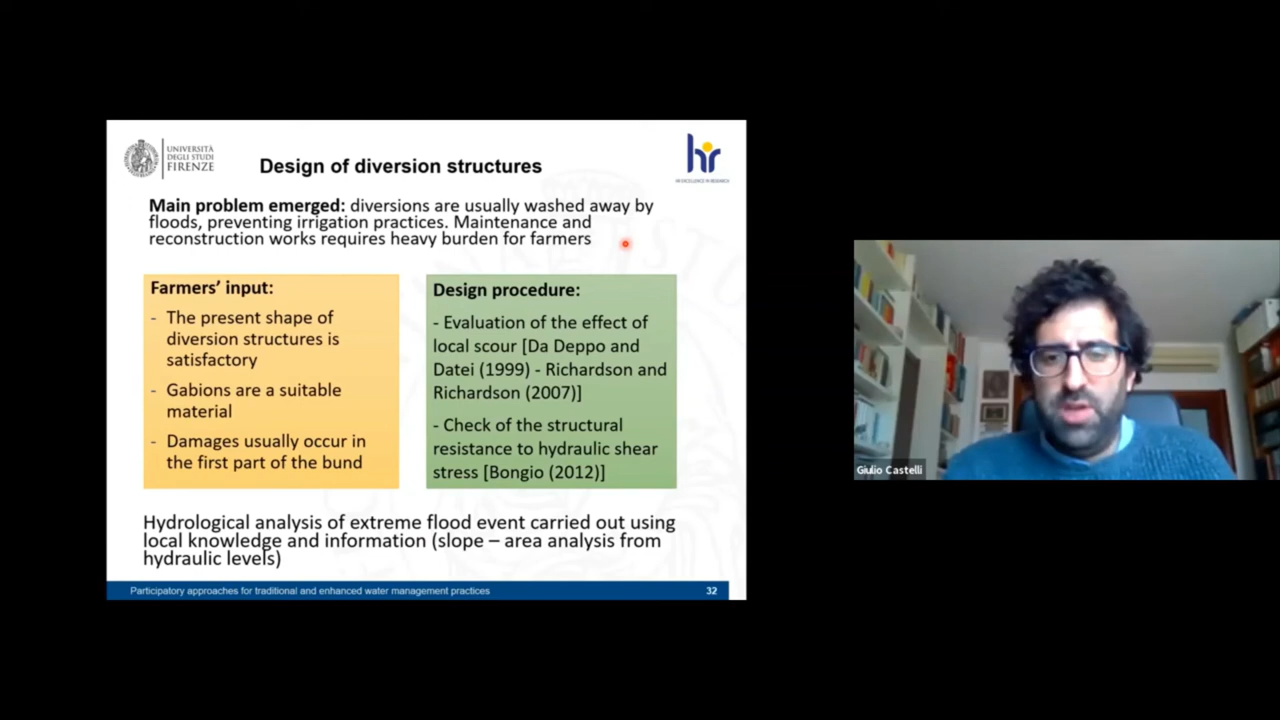 UNIVERSITÀ
DEGLI STUDI
FIRENZE
hr
HR EXCELLENCE IN RESEARCH
Design of diversion structures
Main problem emerged: diversions are usually washed away by
floods, preventing irrigation practices. Maintenance and
reconstruction works requires heavy burden for farmers
Farmers' input:
- The present shape of
diversion structures is
satisfactory
- Gabions are a suitable
material
- Damages usually occur in
the first part of the bund
Design procedure:
- Evaluation of the effect of
local scour [Da Deppo and
Datei (1999) - Richardson and
Richardson (2007)]
- Check of the structural
resistance to hydraulic shear
stress [Bongio (2012)]
Hydrological analysis of extreme flood event carried out using
local knowledge and information (slope – area analysis from
hydraulic levels)
Participatory approaches for traditional and enhanced water management practices
32
Giulio Castelli